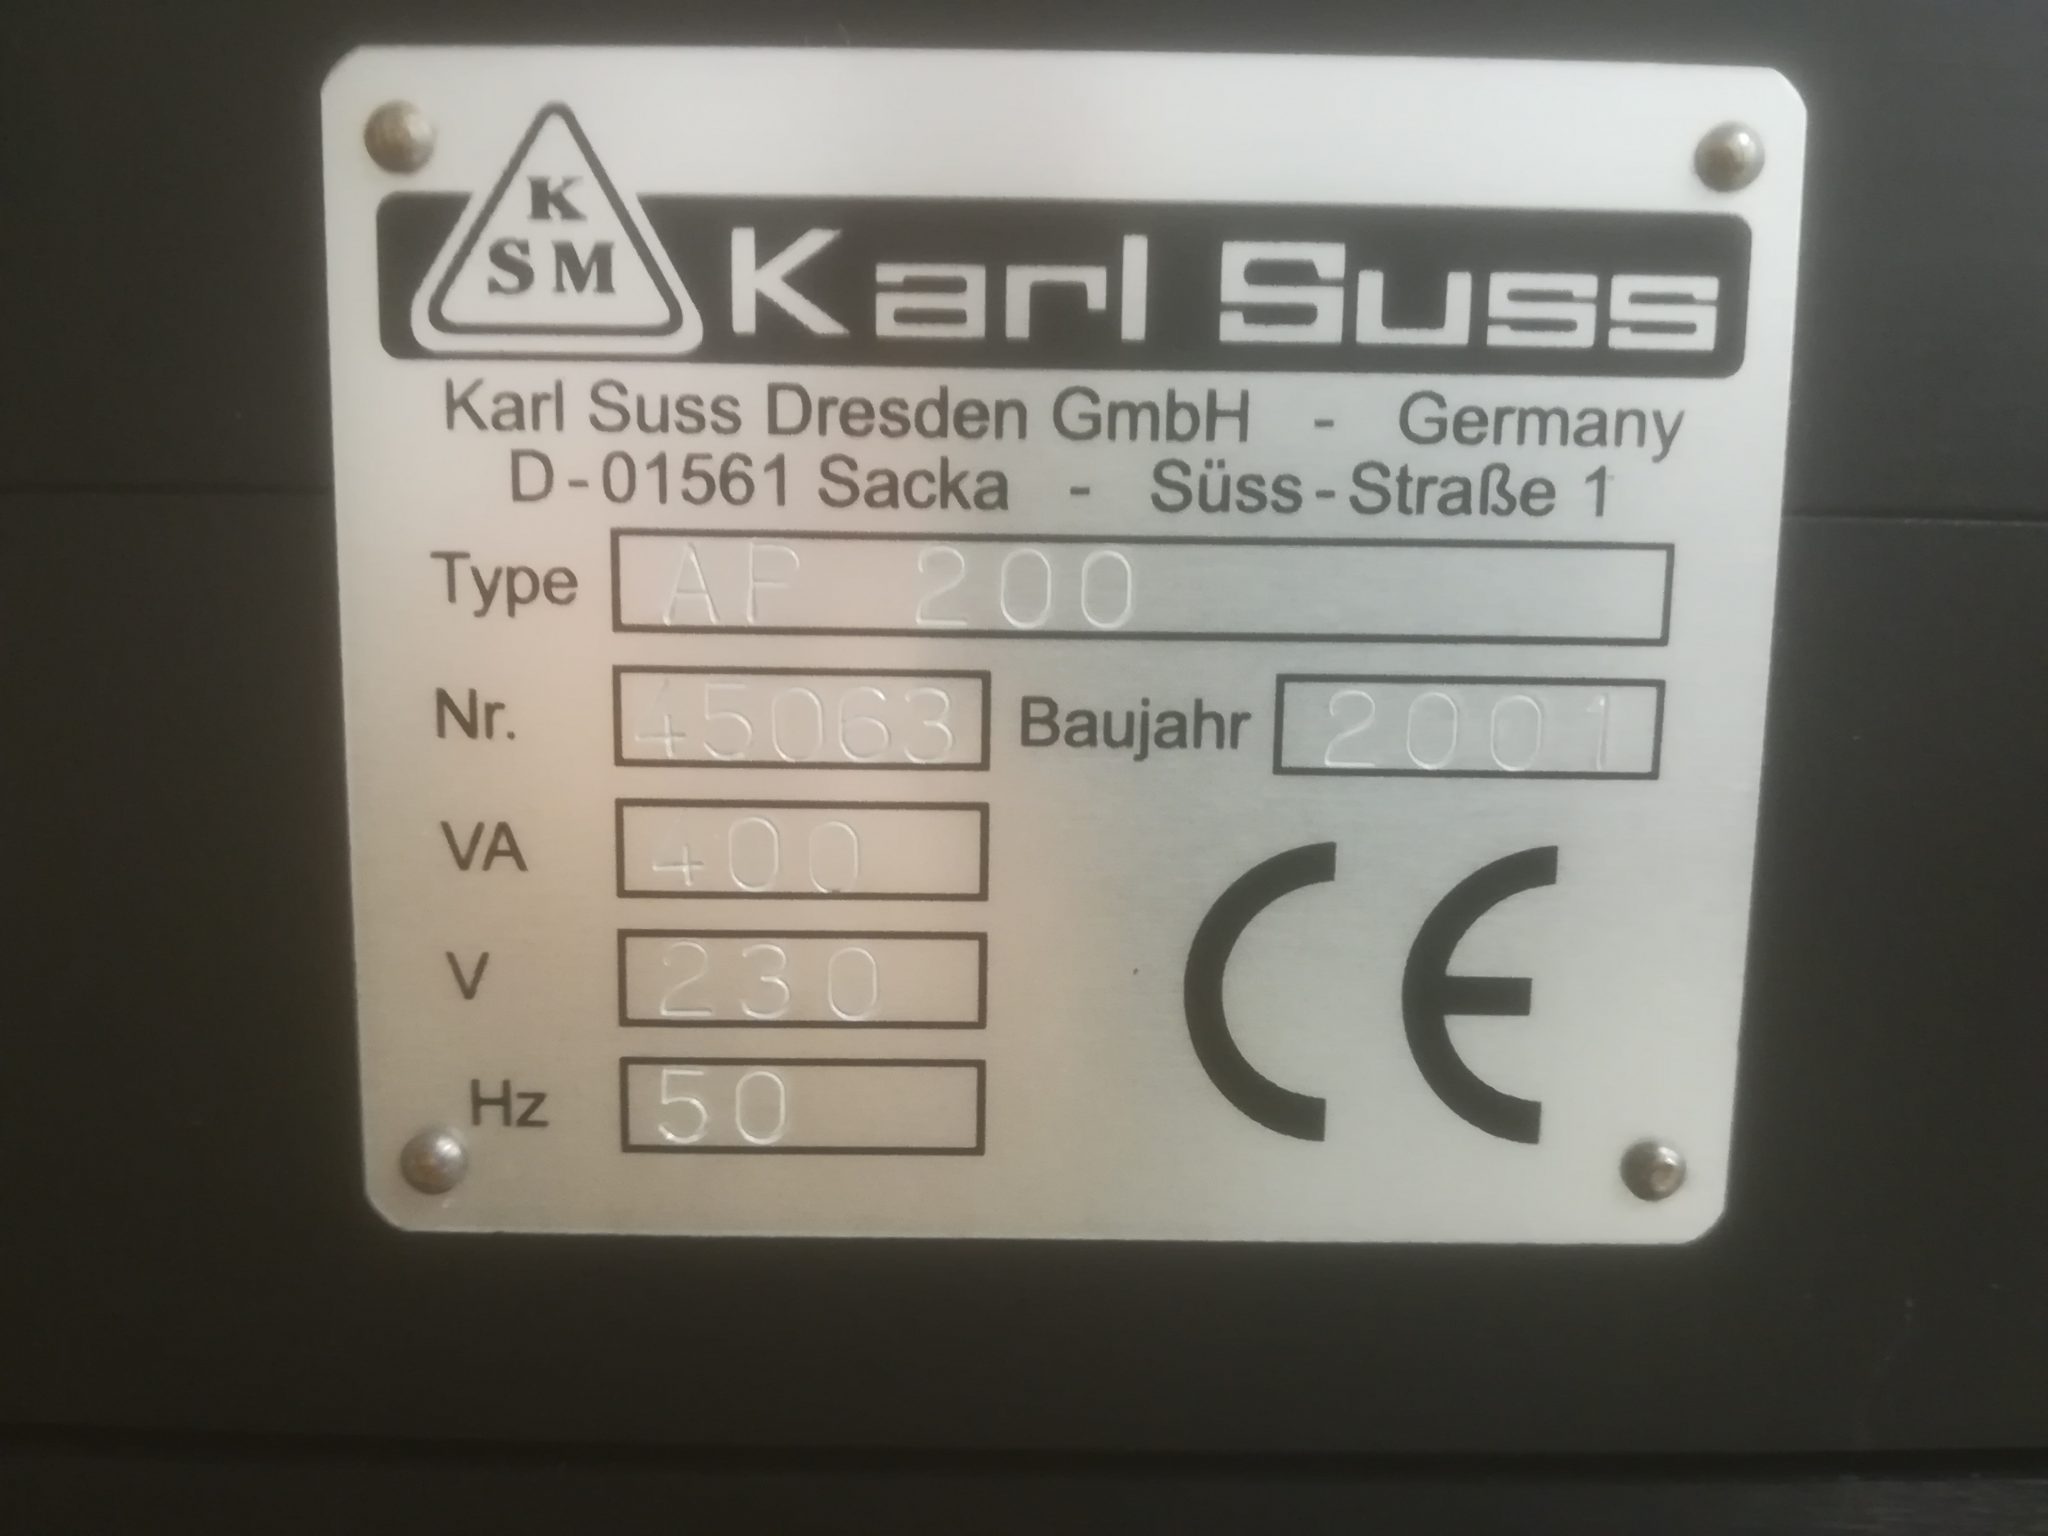 K
SM
Karl Suss
Karl Suss Dresden GmbH - Germany
D-01561 Sacka - Süss-Straße 1
Type AP 200
Nr. 45063 Baujahr 2001
VA 400
V 230
Hz 50
CE